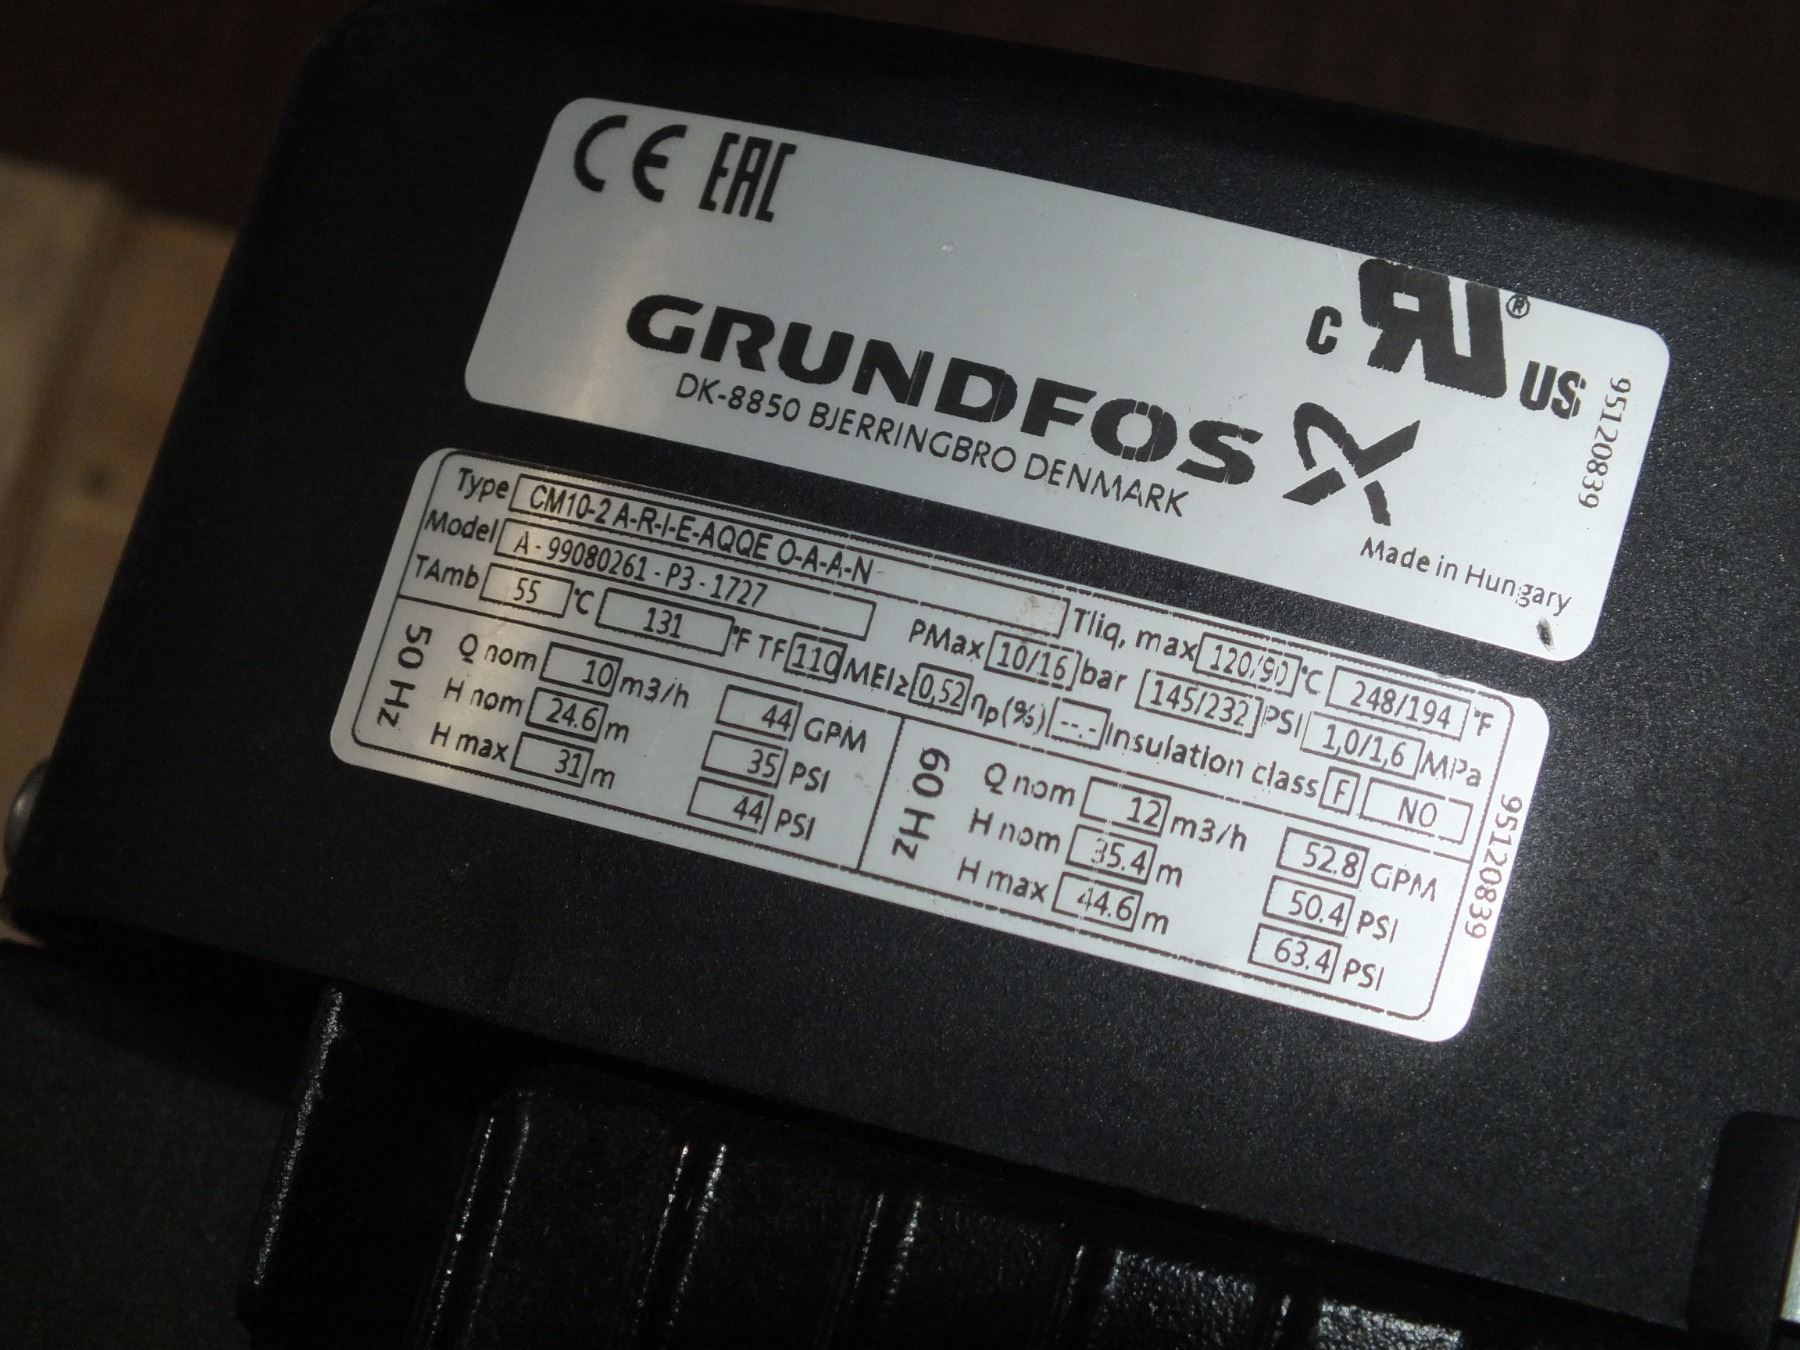 CE EAC
c RU ® US
GRUNDFOS
DK-8850 BJERRINGBRO DENMARK
95120839
Made in Hungary
Type CM10-2 A-R-I-E-AQQE O-A-A-N
Model A - 99080261 - P3 - 1727 Tliq, max 120/90 °C 248/194 °F
TAmb 55 °C 131 °F PMax 10/16 bar 145/232 PSI 1,0/1,6 MPa
TF 110 MEI≥ 0,52 ηp(%) --.- Insulation class F NO
50 Hz
Q nom 10 m3/h 44 GPM
H nom 24.6 m 35 PSI
H max 31 m 44 PSI
60 Hz
Q nom 12 m3/h 52.8 GPM
H nom 35.4 m 50.4 PSI
H max 44.6 m 63.4 PSI
95120839